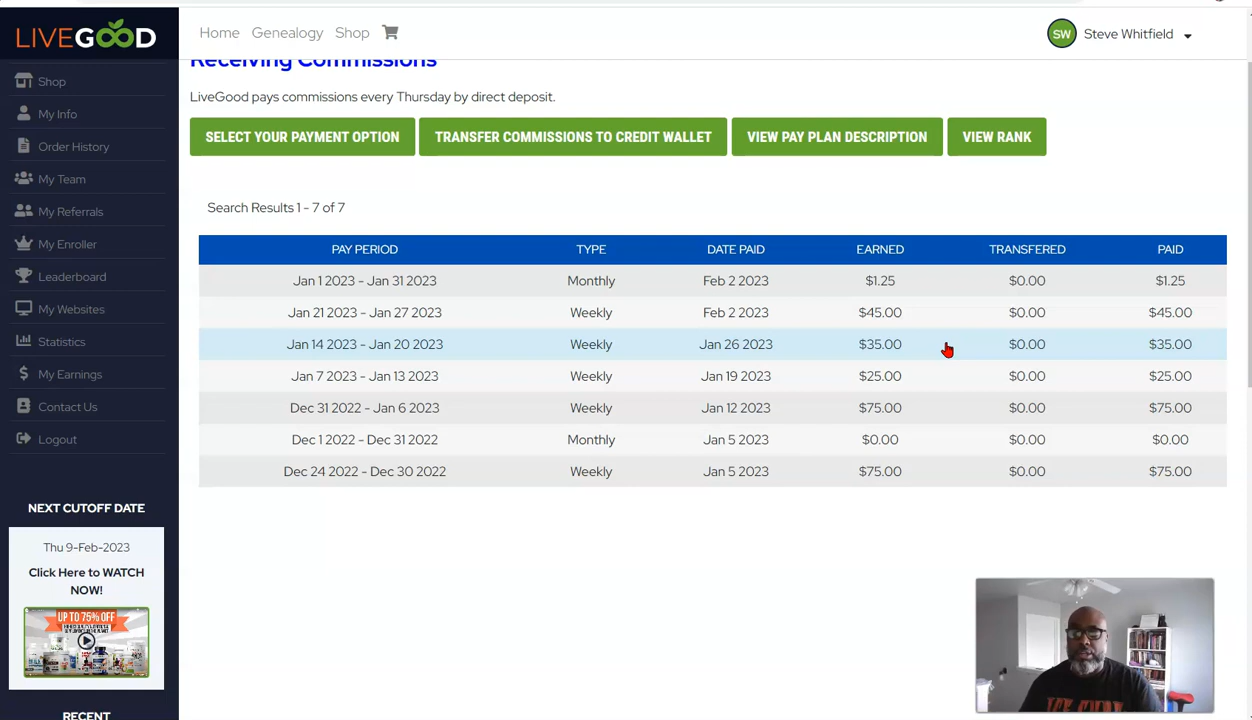 LIVEGOOD
Home Genealogy Shop
SW Steve Whitfield
Shop
My Info
Order History
My Team
My Referrals
My Enroller
Leaderboard
My Websites
Statistics
My Earnings
Contact Us
Logout
NEXT CUTOFF DATE
Thu 9-Feb-2023
Click Here to WATCH
NOW!
UP TO 75% OFF
RECENT
Receiving Commissions
LiveGood pays commissions every Thursday by direct deposit.
SELECT YOUR PAYMENT OPTION TRANSFER COMMISSIONS TO CREDIT WALLET VIEW PAY PLAN DESCRIPTION VIEW RANK
Search Results 1 - 7 of 7
PAY PERIOD TYPE DATE PAID EARNED TRANSFERED PAID
Jan 1 2023 - Jan 31 2023 Monthly Feb 2 2023 $1.25 $0.00 $1.25
Jan 21 2023 - Jan 27 2023 Weekly Feb 2 2023 $45.00 $0.00 $45.00
Jan 14 2023 - Jan 20 2023 Weekly Jan 26 2023 $35.00 $0.00 $35.00
Jan 7 2023 - Jan 13 2023 Weekly Jan 19 2023 $25.00 $0.00 $25.00
Dec 31 2022 - Jan 6 2023 Weekly Jan 12 2023 $75.00 $0.00 $75.00
Dec 1 2022 - Dec 31 2022 Monthly Jan 5 2023 $0.00 $0.00 $0.00
Dec 24 2022 - Dec 30 2022 Weekly Jan 5 2023 $75.00 $0.00 $75.00